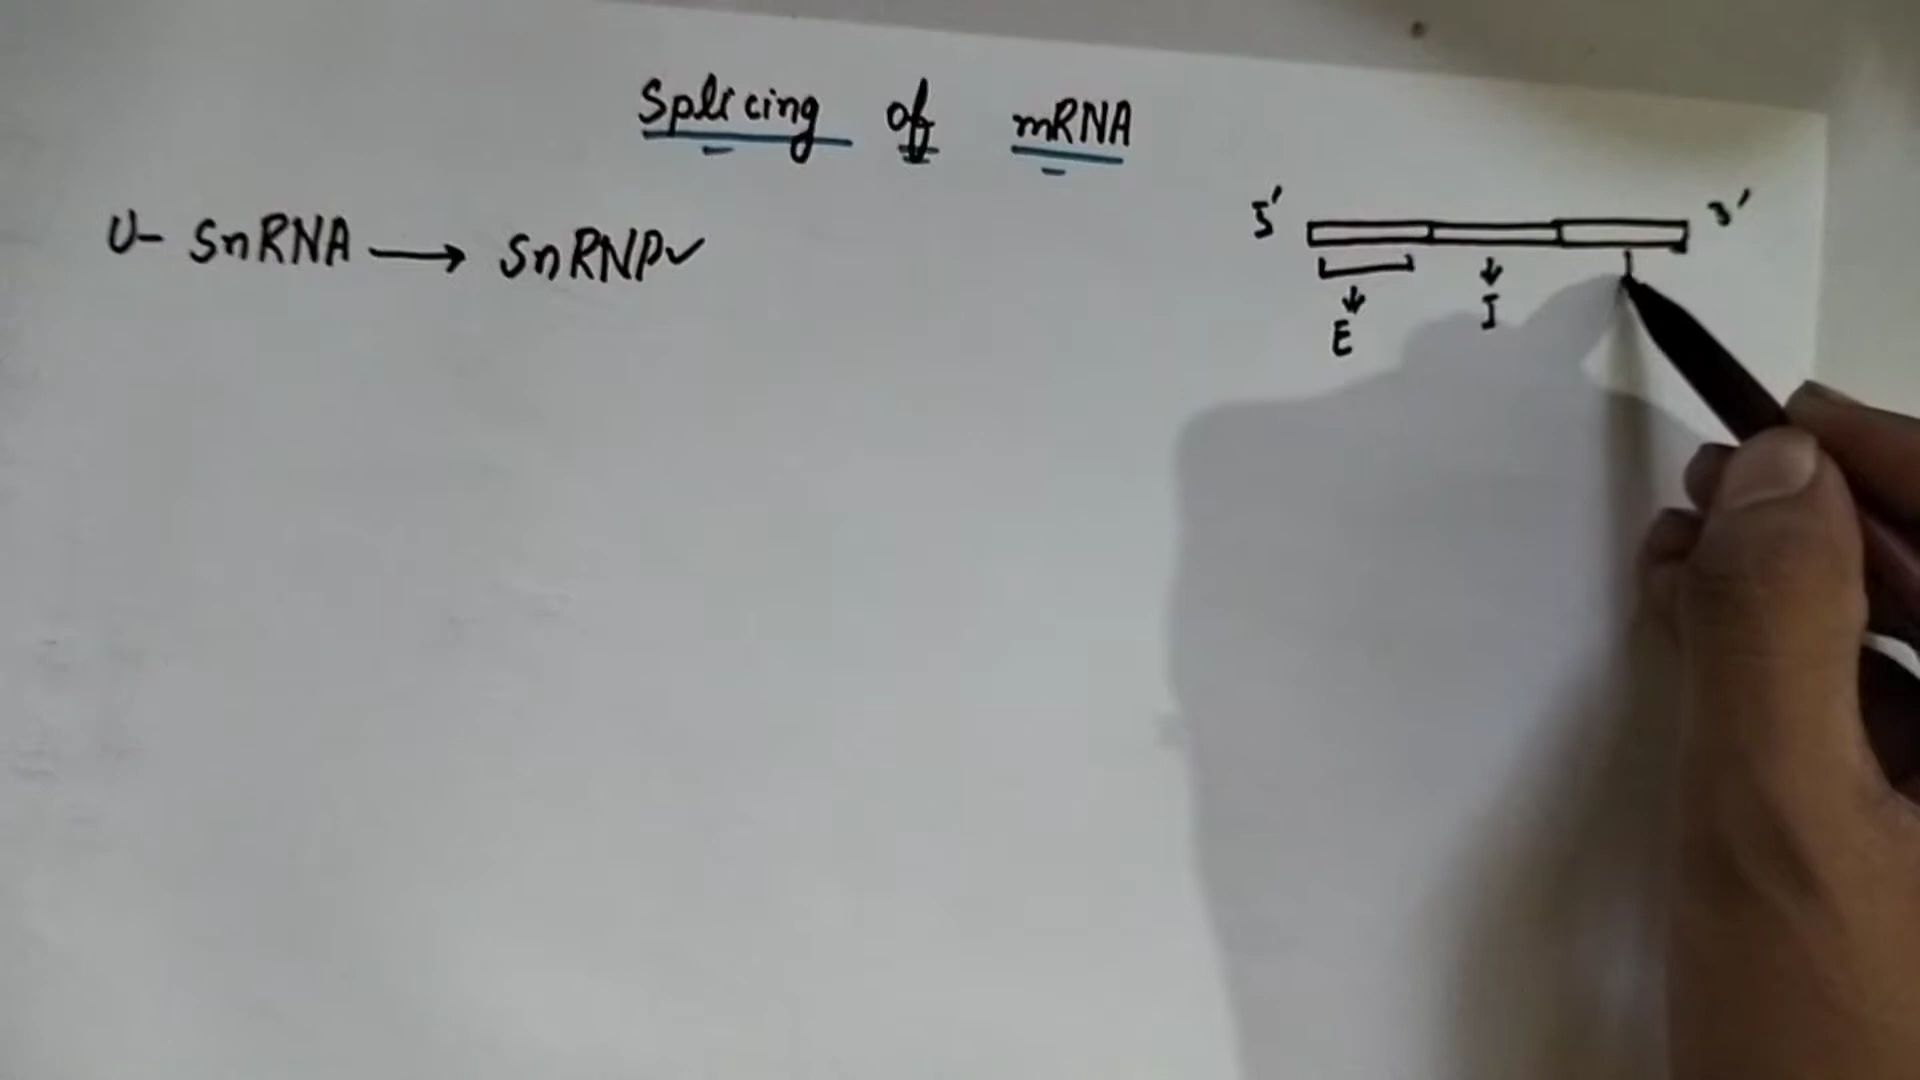 Splicing of mRNA
U- SnRNA → SnRNP✓
5' 3'
E I